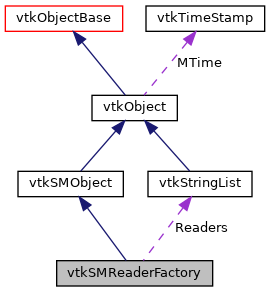 vtkObjectBase
vtkTimeStamp
MTime
vtkObject
vtkSMObject
vtkStringList
Readers
vtkSMReaderFactory